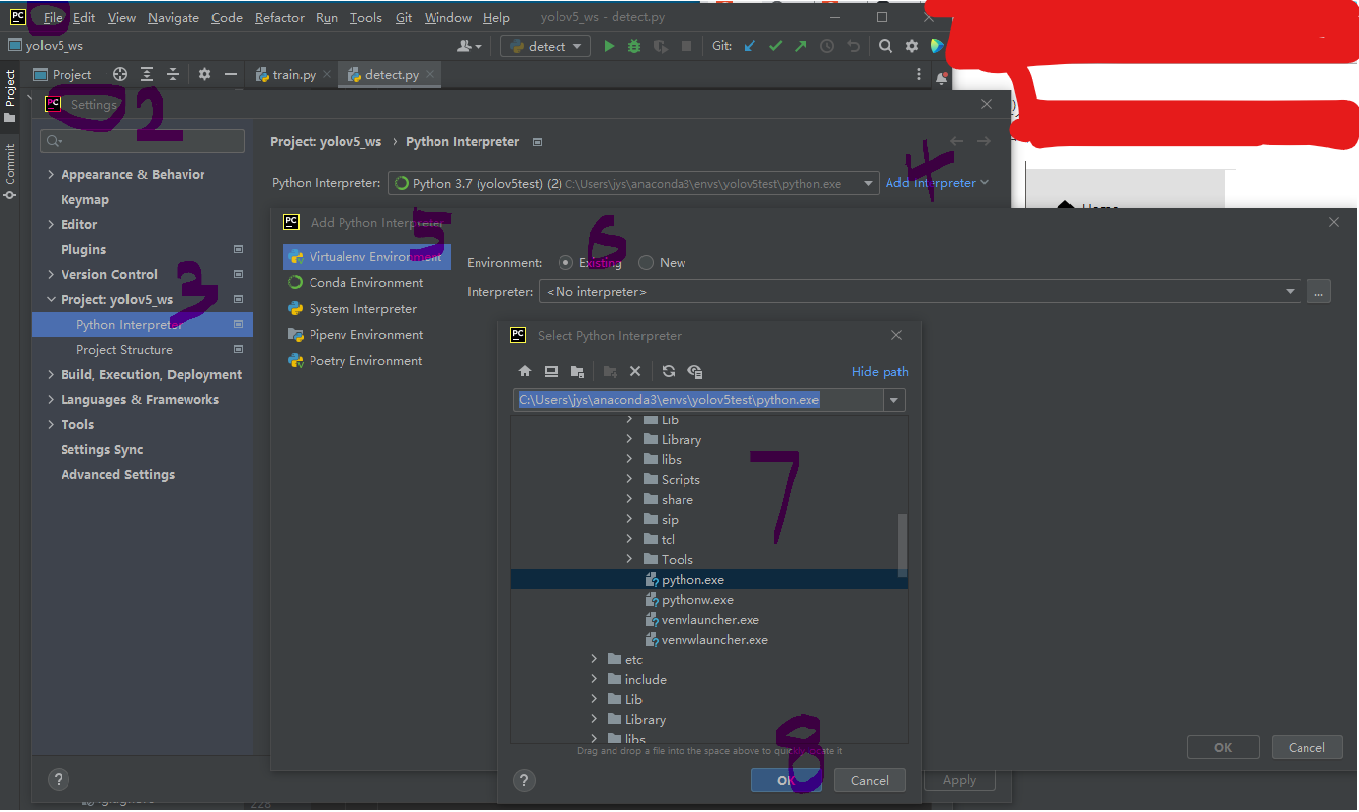 PC File Edit View Navigate Code Refactor Run Tools Git Window Help yolov5_ws - detect.py
yolov5_ws detect Git:
Project train.py detect.py
Project
Commit
PC Settings 2
Project: yolov5_ws › Python Interpreter
4
Python Interpreter: Python 3.7 (yolov5test) (2) C:\Users\jys\anaconda3\envs\yolov5test\python.exe Add Interpreter
Appearance & Behavior
Keymap
Editor
Plugins
Version Control
3
Project: yolov5_ws
Python Interpreter
Project Structure
Build, Execution, Deployment
Languages & Frameworks
Tools
Settings Sync
Advanced Settings
PC Add Python Interpreter
5
Virtualenv Environment
Conda Environment
System Interpreter
Pipenv Environment
Poetry Environment
6
Environment: Existing New
Interpreter: <No interpreter> ...
PC Select Python Interpreter
Hide path
C:\Users\jys\anaconda3\envs\yolov5test\python.exe
Lib
Library
libs
7
Scripts
share
sip
tcl
Tools
python.exe
pythonw.exe
venvlauncher.exe
venvwlauncher.exe
etc
include
Lib
Library
libs
8
Drag and drop a file into the space above to quickly locate it
? OK Cancel
OK Cancel
? Apply
228